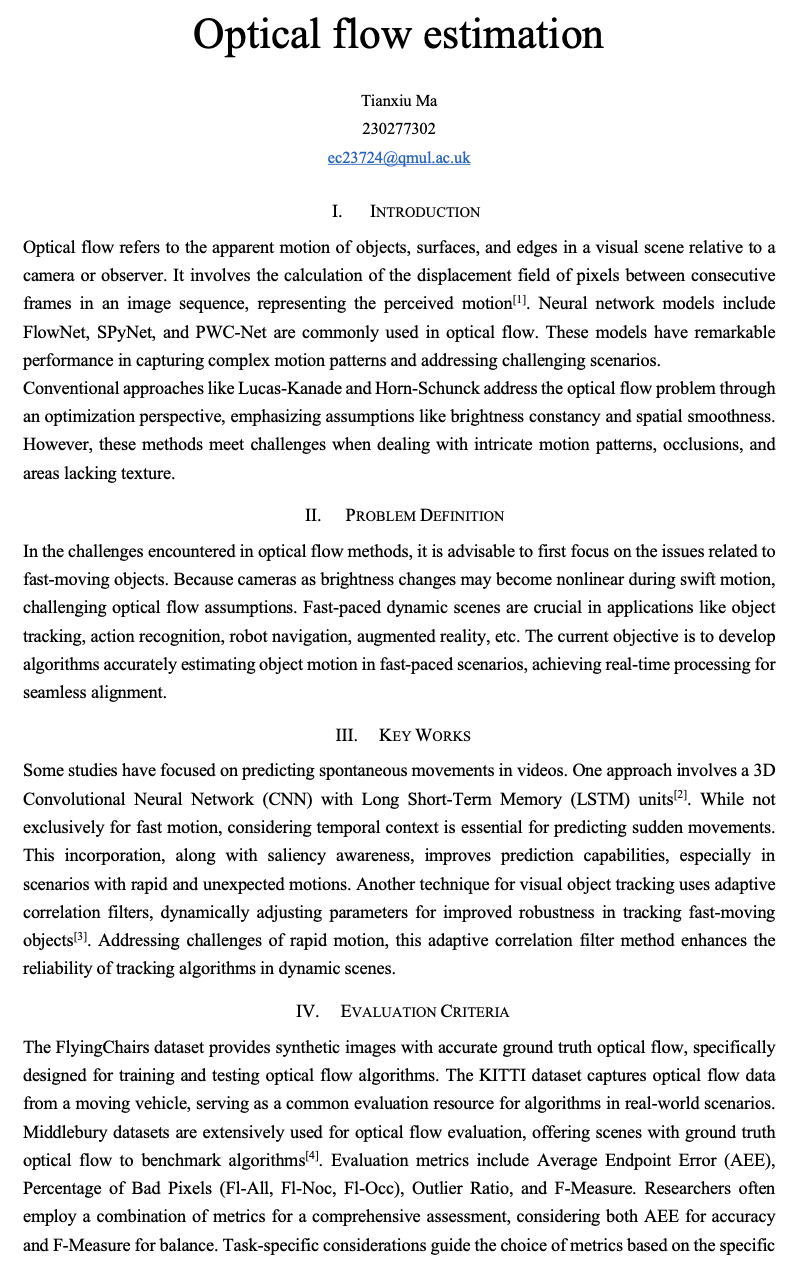 Optical flow estimation
Tianxiu Ma
230277302
ec23724@qmul.ac.uk
I. INTRODUCTION
Optical flow refers to the apparent motion of objects, surfaces, and edges in a visual scene relative to a
camera or observer. It involves the calculation of the displacement field of pixels between consecutive
frames in an image sequence, representing the perceived motion[1]. Neural network models include
FlowNet, SPyNet, and PWC-Net are commonly used in optical flow. These models have remarkable
performance in capturing complex motion patterns and addressing challenging scenarios.
Conventional approaches like Lucas-Kanade and Horn-Schunck address the optical flow problem through
an optimization perspective, emphasizing assumptions like brightness constancy and spatial smoothness.
However, these methods meet challenges when dealing with intricate motion patterns, occlusions, and
areas lacking texture.
II. PROBLEM DEFINITION
In the challenges encountered in optical flow methods, it is advisable to first focus on the issues related to
fast-moving objects. Because cameras as brightness changes may become nonlinear during swift motion,
challenging optical flow assumptions. Fast-paced dynamic scenes are crucial in applications like object
tracking, action recognition, robot navigation, augmented reality, etc. The current objective is to develop
algorithms accurately estimating object motion in fast-paced scenarios, achieving real-time processing for
seamless alignment.
III. KEY WORKS
Some studies have focused on predicting spontaneous movements in videos. One approach involves a 3D
Convolutional Neural Network (CNN) with Long Short-Term Memory (LSTM) units[2]. While not
exclusively for fast motion, considering temporal context is essential for predicting sudden movements.
This incorporation, along with saliency awareness, improves prediction capabilities, especially in
scenarios with rapid and unexpected motions. Another technique for visual object tracking uses adaptive
correlation filters, dynamically adjusting parameters for improved robustness in tracking fast-moving
objects[3]. Addressing challenges of rapid motion, this adaptive correlation filter method enhances the
reliability of tracking algorithms in dynamic scenes.
IV. EVALUATION CRITERIA
The FlyingChairs dataset provides synthetic images with accurate ground truth optical flow, specifically
designed for training and testing optical flow algorithms. The KITTI dataset captures optical flow data
from a moving vehicle, serving as a common evaluation resource for algorithms in real-world scenarios.
Middlebury datasets are extensively used for optical flow evaluation, offering scenes with ground truth
optical flow to benchmark algorithms[4]. Evaluation metrics include Average Endpoint Error (AEE),
Percentage of Bad Pixels (Fl-All, Fl-Noc, Fl-Occ), Outlier Ratio, and F-Measure. Researchers often
employ a combination of metrics for a comprehensive assessment, considering both AEE for accuracy
and F-Measure for balance. Task-specific considerations guide the choice of metrics based on the specific